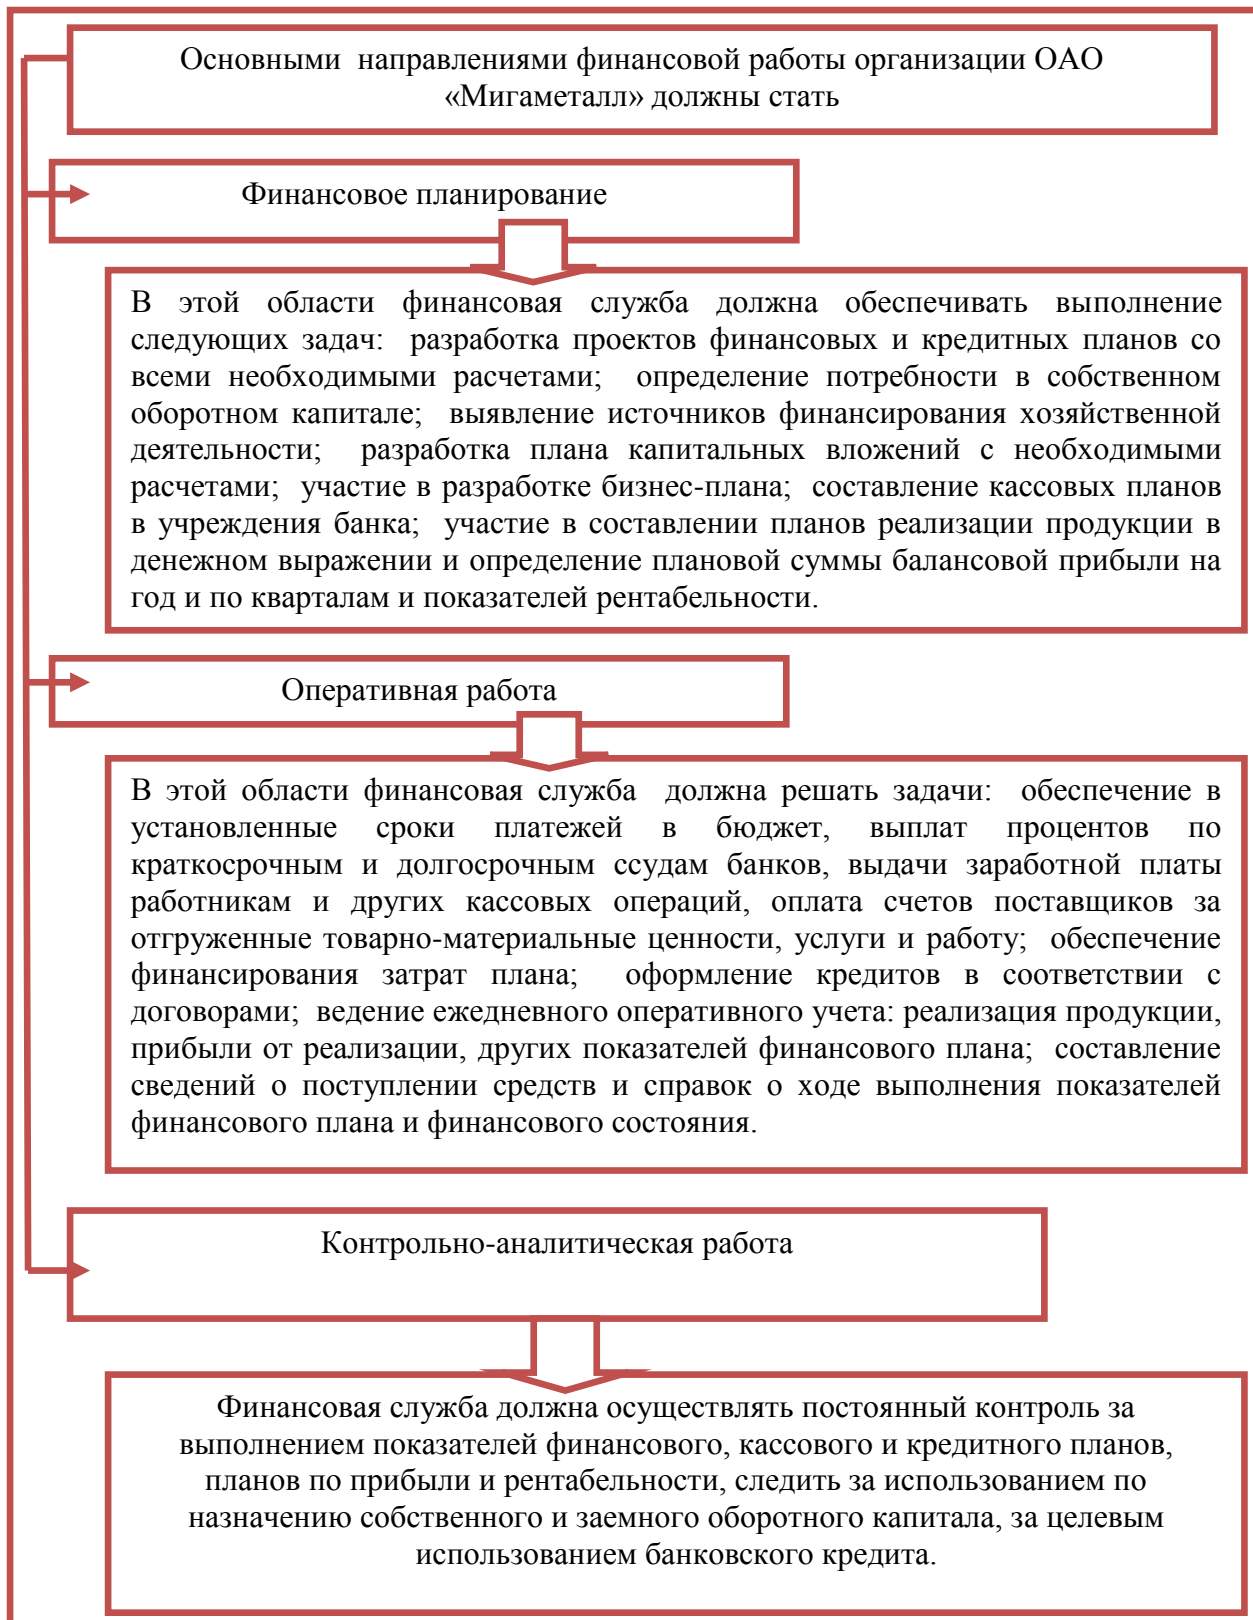 Основными направлениями финансовой работы организации ОАО
«Мигаметалл» должны стать
Финансовое планирование
В этой области финансовая служба должна обеспечивать выполнение
следующих задач: разработка проектов финансовых и кредитных планов со
всеми необходимыми расчетами; определение потребности в собственном
оборотном капитале; выявление источников финансирования хозяйственной
деятельности; разработка плана капитальных вложений с необходимыми
расчетами; участие в разработке бизнес-плана; составление кассовых планов
в учреждения банка; участие в составлении планов реализации продукции в
денежном выражении и определение плановой суммы балансовой прибыли на
год и по кварталам и показателей рентабельности.
Оперативная работа
В этой области финансовая служба должна решать задачи: обеспечение в
установленные сроки платежей в бюджет, выплат процентов по
краткосрочным и долгосрочным ссудам банков, выдачи заработной платы
работникам и других кассовых операций, оплата счетов поставщиков за
отгруженные товарно-материальные ценности, услуги и работу; обеспечение
финансирования затрат плана; оформление кредитов в соответствии с
договорами; ведение ежедневного оперативного учета: реализация продукции,
прибыли от реализации, других показателей финансового плана; составление
сведений о поступлении средств и справок о ходе выполнения показателей
финансового плана и финансового состояния.
Контрольно-аналитическая работа
Финансовая служба должна осуществлять постоянный контроль за
выполнением показателей финансового, кассового и кредитного планов,
планов по прибыли и рентабельности, следить за использованием по
назначению собственного и заемного оборотного капитала, за целевым
использованием банковского кредита.